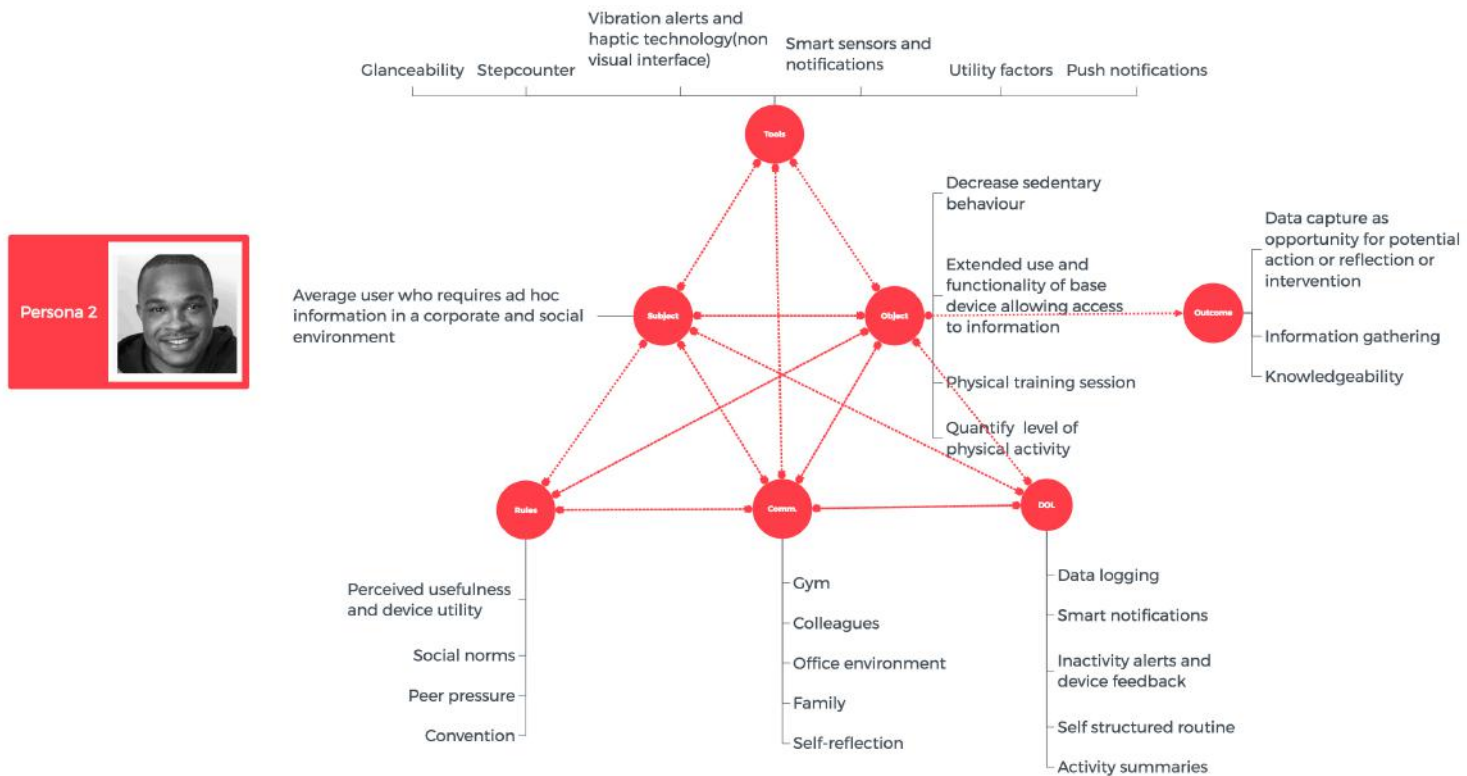 Vibration alerts and
haptic technology(non
visual interface)
Smart sensors and
notifications
Glanceability
Stepcounter
Utility factors
Push notifications
Tools
Persona 2
Average user who requires ad hoc
information in a corporate and social
environment
Subject
Object
Decrease sedentary
behaviour
Extended use and
functionality of base
device allowing access
to information
Physical training session
Quantify level of
physical activity
Outcome
Data capture as
opportunity for potential
action or reflection or
intervention
Information gathering
Knowledgeability
Rules
Comm.
DOL
Perceived usefulness
and device utility
Social norms
Peer pressure
Convention
Gym
Colleagues
Office environment
Family
Self-reflection
Data logging
Smart notifications
Inactivity alerts and
device feedback
Self structured routine
Activity summaries